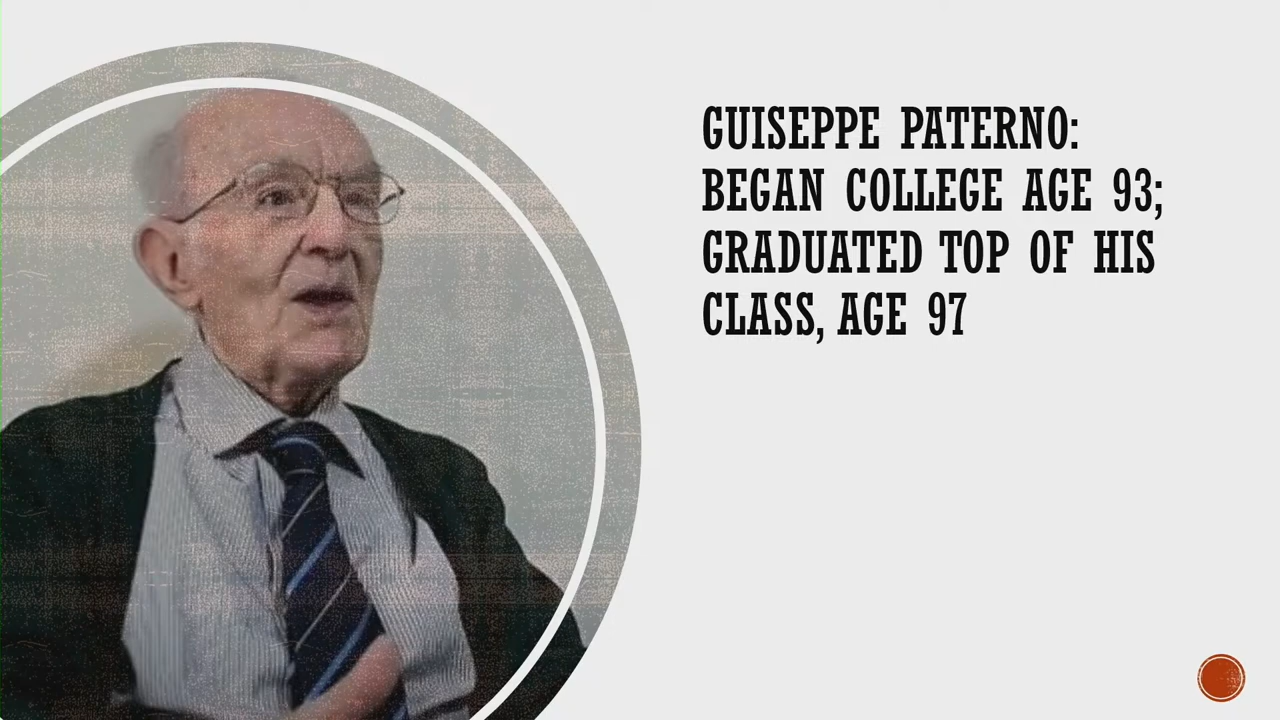 GUISEPPE PATERNO:
BEGAN COLLEGE AGE 93;
GRADUATED TOP OF HIS
CLASS, AGE 97